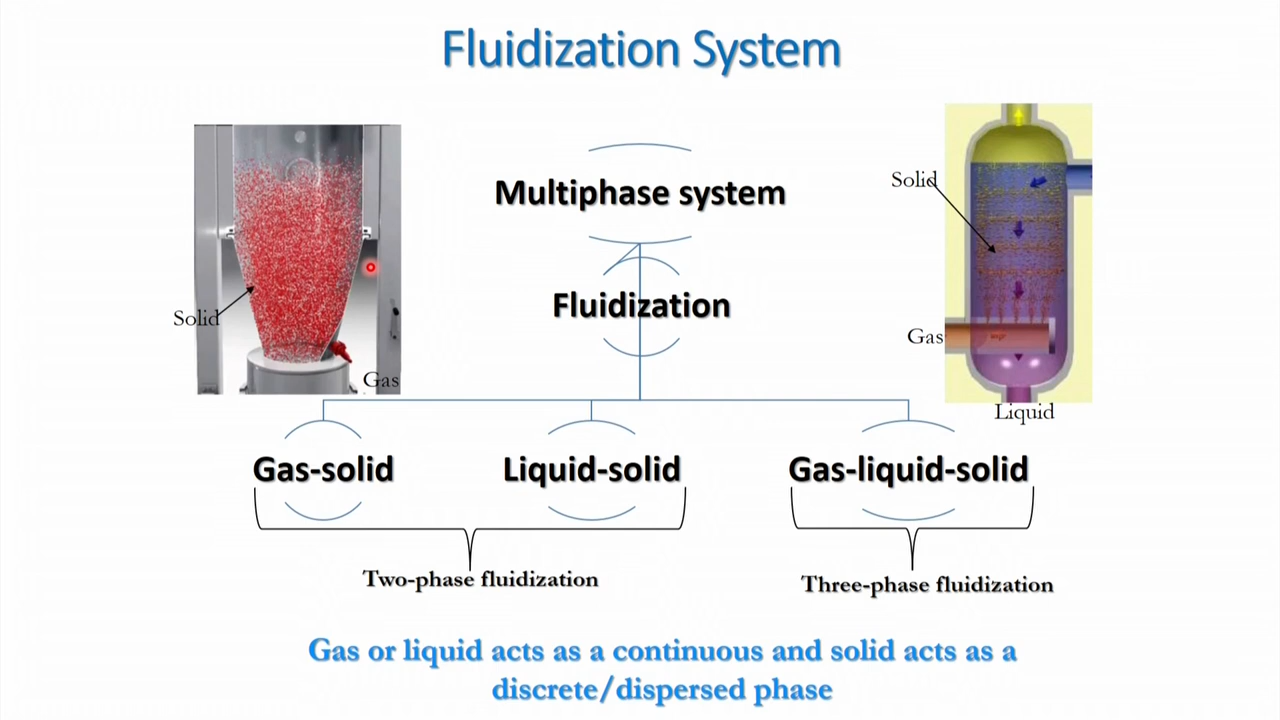 Fluidization System
Multiphase system
Solid
Fluidization
Solid
Gas
Gas
Liquid
Gas-solid
Liquid-solid
Gas-liquid-solid
Two-phase fluidization
Three-phase fluidization
Gas or liquid acts as a continuous and solid acts as a
discrete/dispersed phase